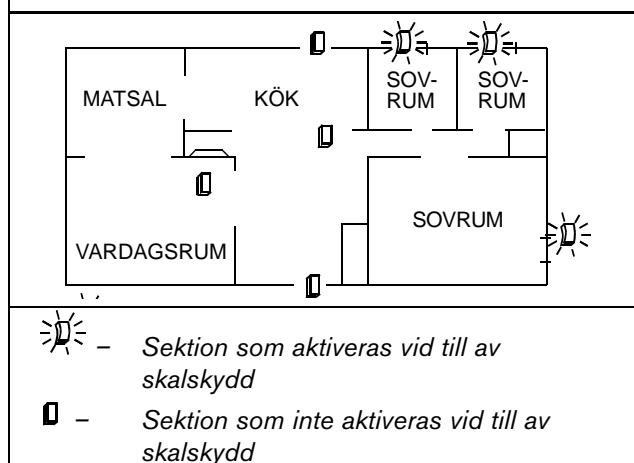 SOV-
RUM
SOV-
RUM
MATSAL
KÖK
SOVRUM
VARDAGSRUM
– Sektion som aktiveras vid till av
skalskydd
– Sektion som inte aktiveras vid till av
skalskydd